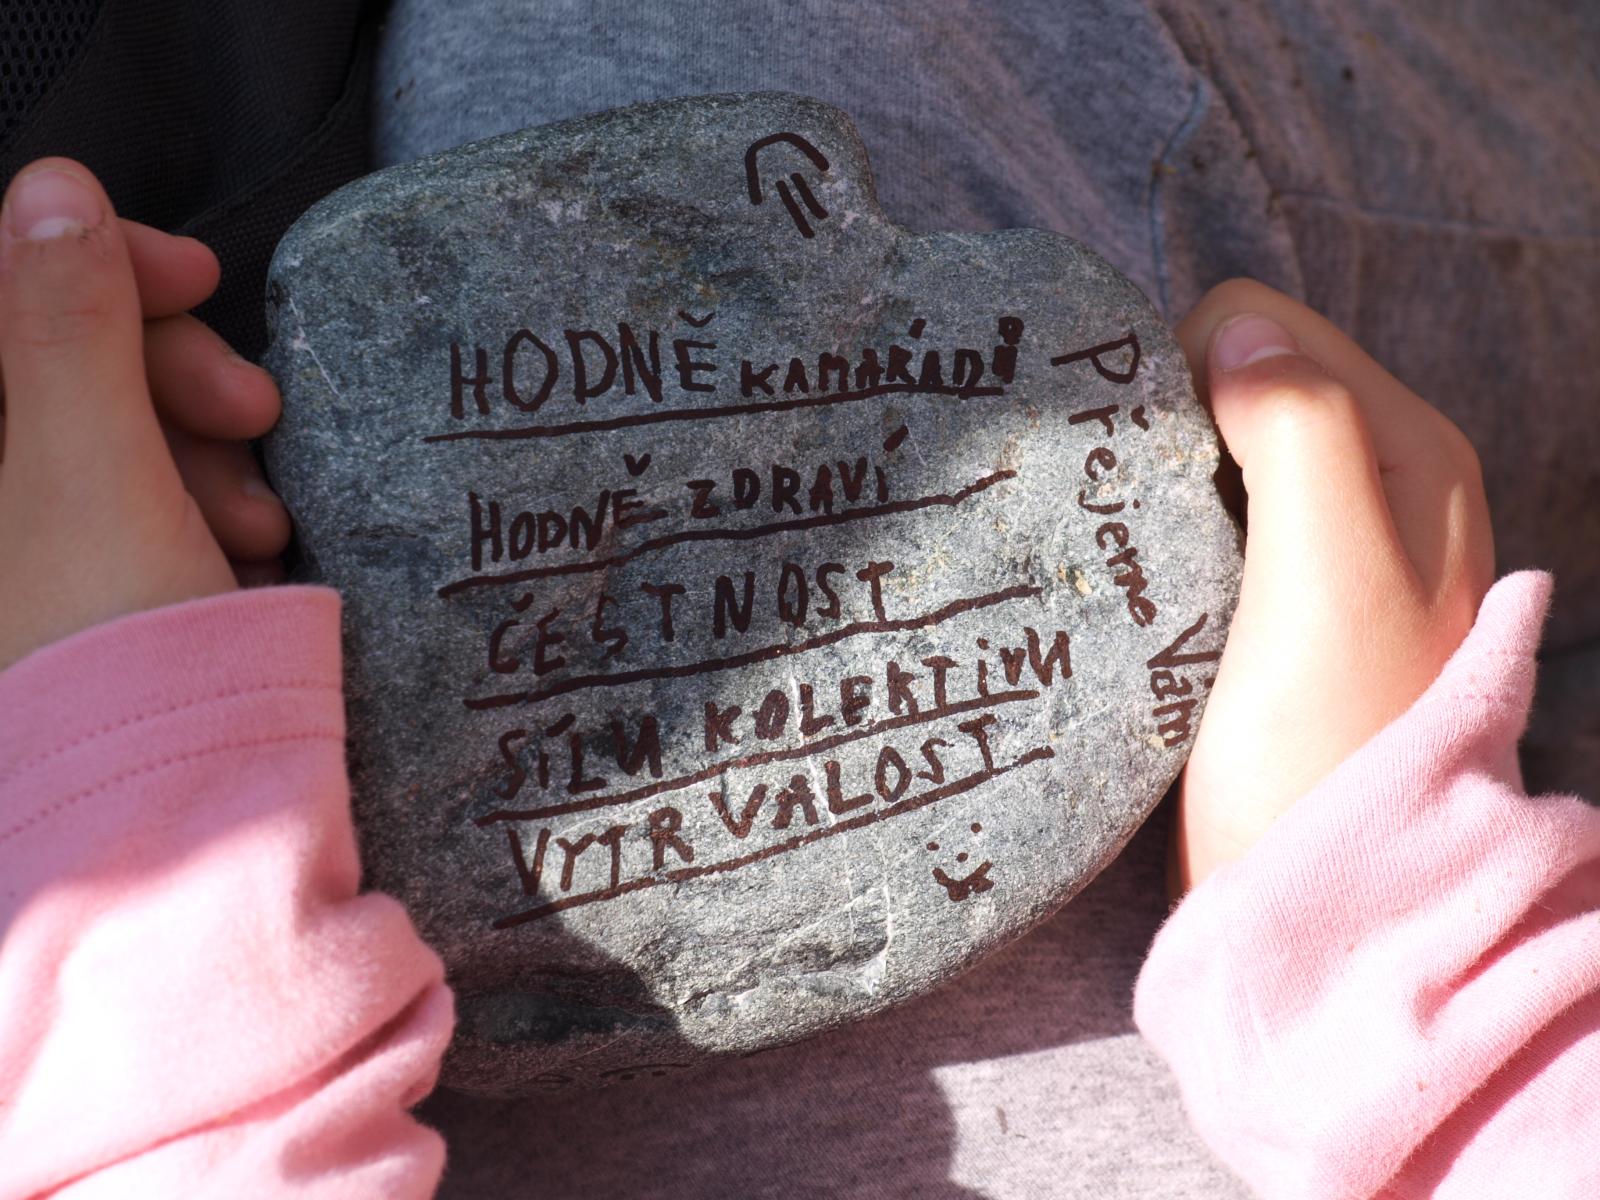 HODNĚ KAMARÁDŮ
HODNĚ ZDRAVÍ
ČESTNOST
SÍLU KOLEKTIVU
VYTRVALOST
Přejeme Vám